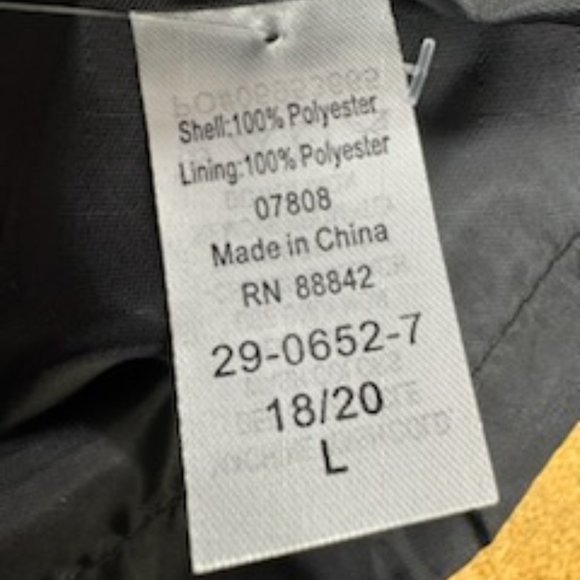 Shell:100% Polyester
Lining:100% Polyester
07808
Made in China
RN 88842
29-0652-7
18/20
L